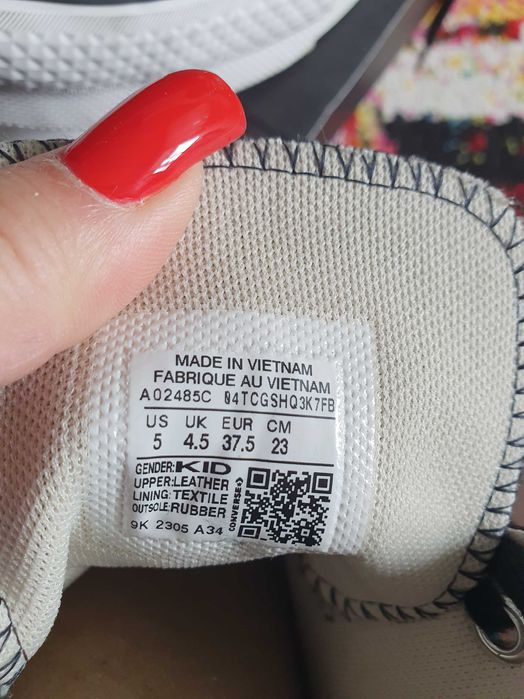 MADE IN VIETNAM
FABRIQUE AU VIETNAM
A02485C 04TCGSHQ3K7FB
US UK EUR CM
5 4.5 37.5 23
GENDER:KID
UPPER:LEATHER
LINING:TEXTILE
OUTSOLE:RUBBER
9K 2305 A34
CONVERSE